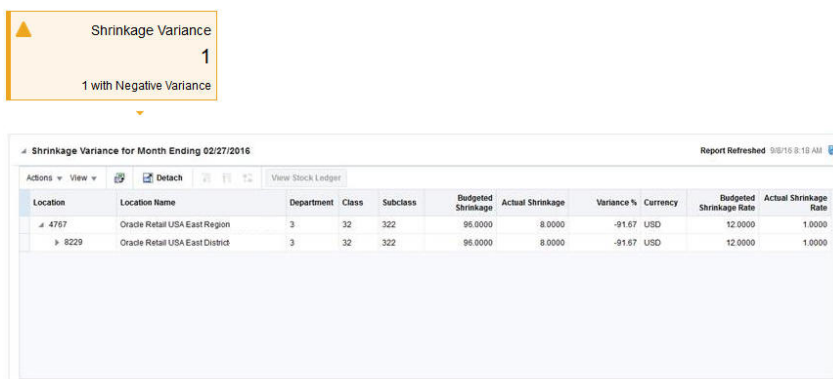 Shrinkage Variance
1
1 with Negative Variance
Shrinkage Variance for Month Ending 02/27/2016 Report Refreshed 9/8/16 8:18 AM
Actions View Detach View Stock Ledger
Location Location Name Department Class Subclass Budgeted Shrinkage Actual Shrinkage Variance % Currency Budgeted Shrinkage Rate Actual Shrinkage Rate
4767 Oracle Retail USA East Region 3 32 322 96.0000 8.0000 -91.67 USD 12.0000 1.0000
8229 Oracle Retail USA East District 3 32 322 96.0000 8.0000 -91.67 USD 12.0000 1.0000